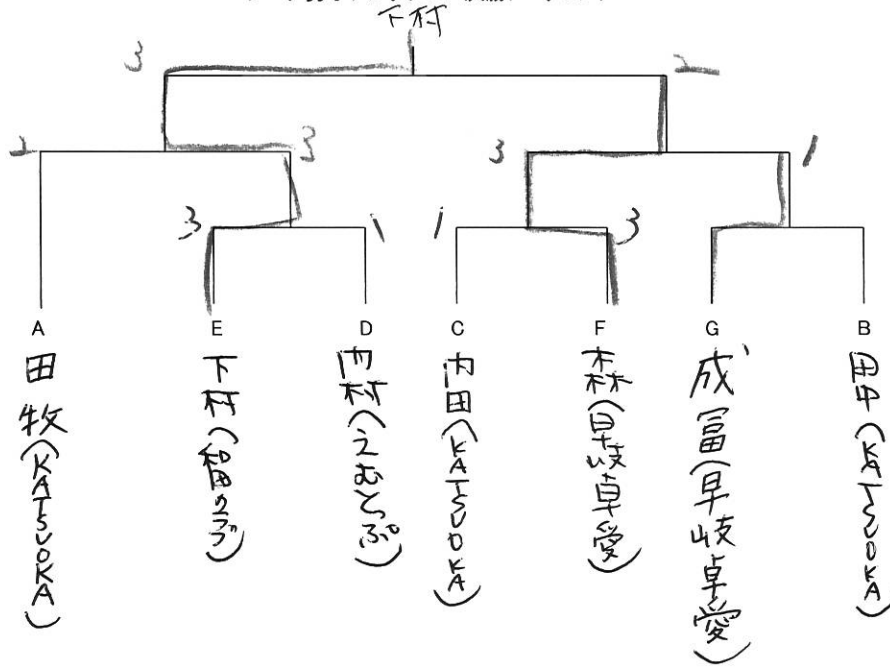 下村
3 2
2 3 3 1
3 1 1 3
A E D C F G B
田牧(KATSUOKA)
下村(福田クラブ)
内村(えむとぷ)
内田(KATSUOKA)
森(早岐卓愛)
成冨(早岐卓愛)
田中(KATSUOKA)